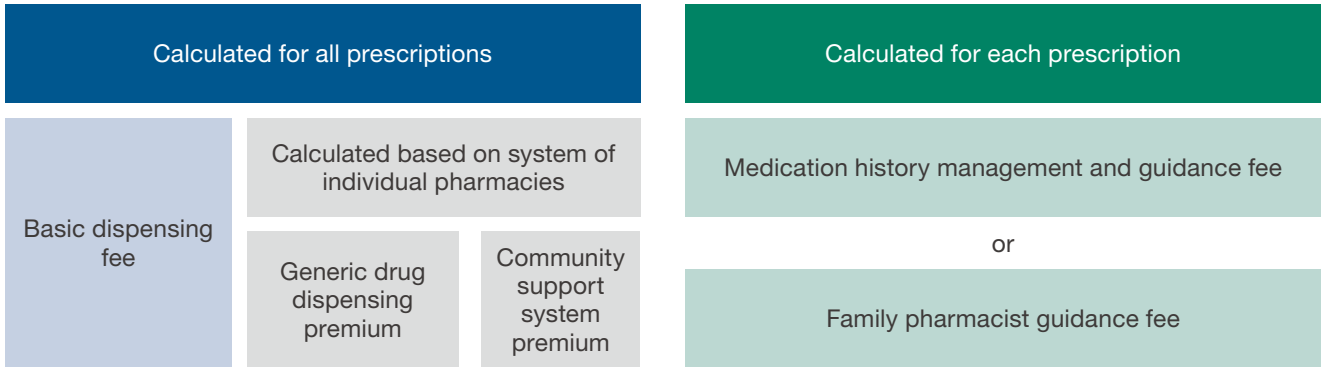 Calculated for all prescriptions
Basic dispensing
fee
Calculated based on system of
individual pharmacies
Generic drug
dispensing
premium
Community
support
system
premium
Calculated for each prescription
Medication history management and guidance fee
or
Family pharmacist guidance fee